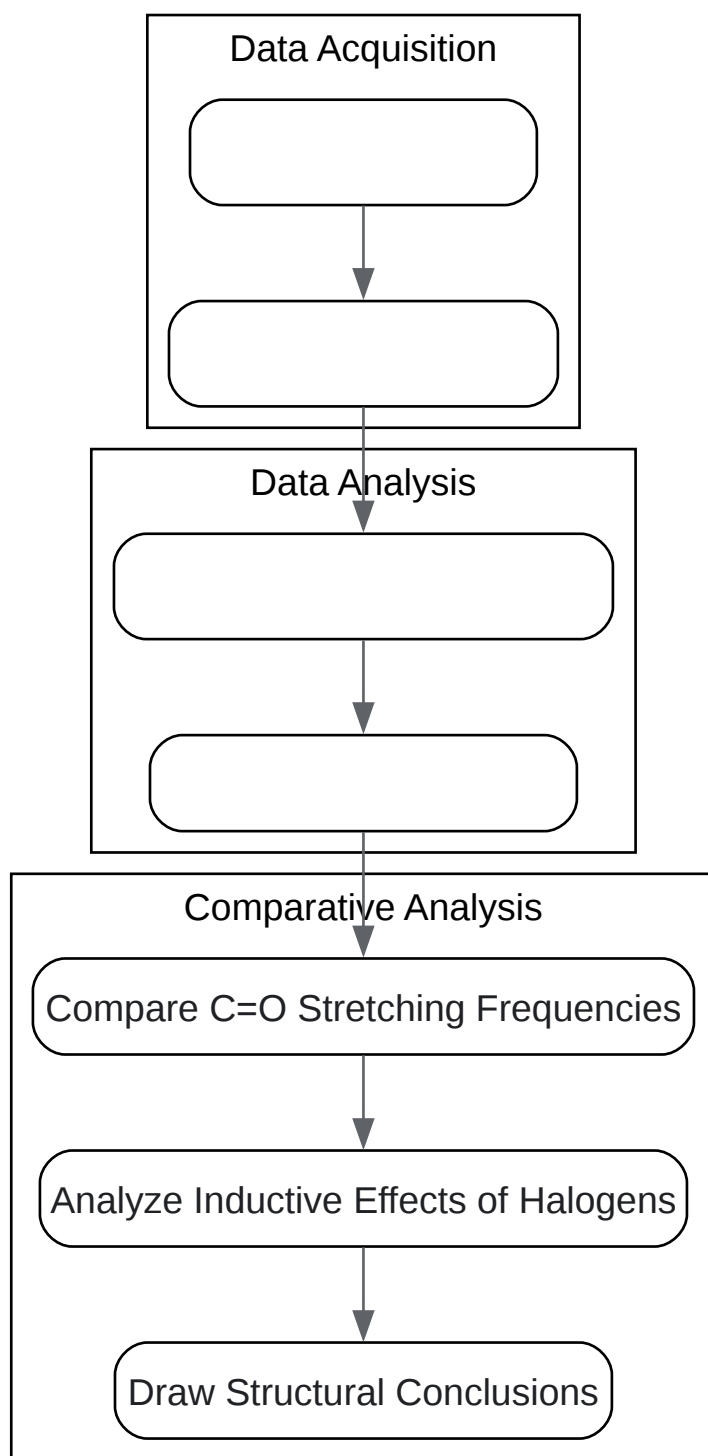 Data Acquisition
Data Analysis
Comparative Analysis
Compare C=O Stretching Frequencies
Analyze Inductive Effects of Halogens
Draw Structural Conclusions